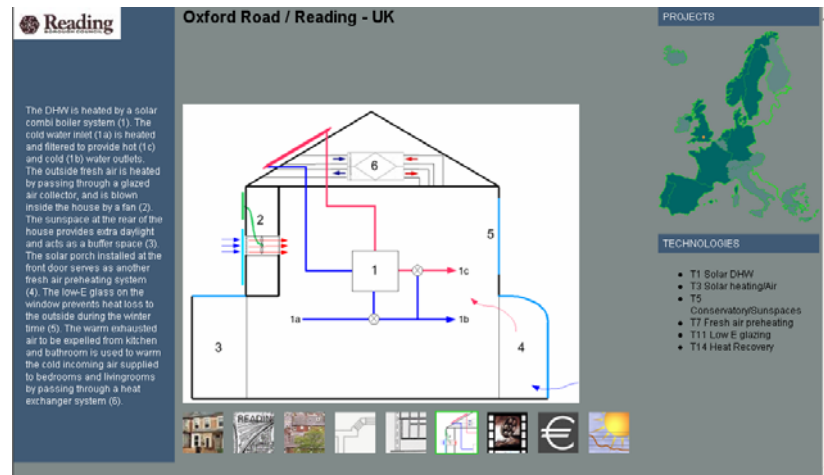 Reading
BOROUGH COUNCIL
Oxford Road / Reading - UK
PROJECTS
The DHW is heated by a solar
combi boiler system (1). The
cold water inlet (1a) is heated
and filtered to provide hot (1c)
and cold (1b) water outlets.
The outside fresh air is heated
by passing through a glazed
air collector, and is blown
inside the house by a fan (2).
The sunspace at the rear of the
house provides extra daylight
and acts as a buffer space (3).
The solar porch installed at the
front door serves as another
fresh air preheating system
(4). The low-E glass on the
window prevents heat loss to
the outside during the winter
time (5). The warm exhausted
air to be expelled from kitchen
and bathroom is used to warm
the cold incoming air supplied
to bedrooms and livingrooms
by passing through a heat
exchanger system (6).
6
2
5
1
1c
1a
1b
3
4
TECHNOLOGIES
T1 Solar DHW
T3 Solar heating/Air
T5
Conservatory/Sunspaces
T7 Fresh air preheating
T11 Low E glazing
T14 Heat Recovery
READIN
€